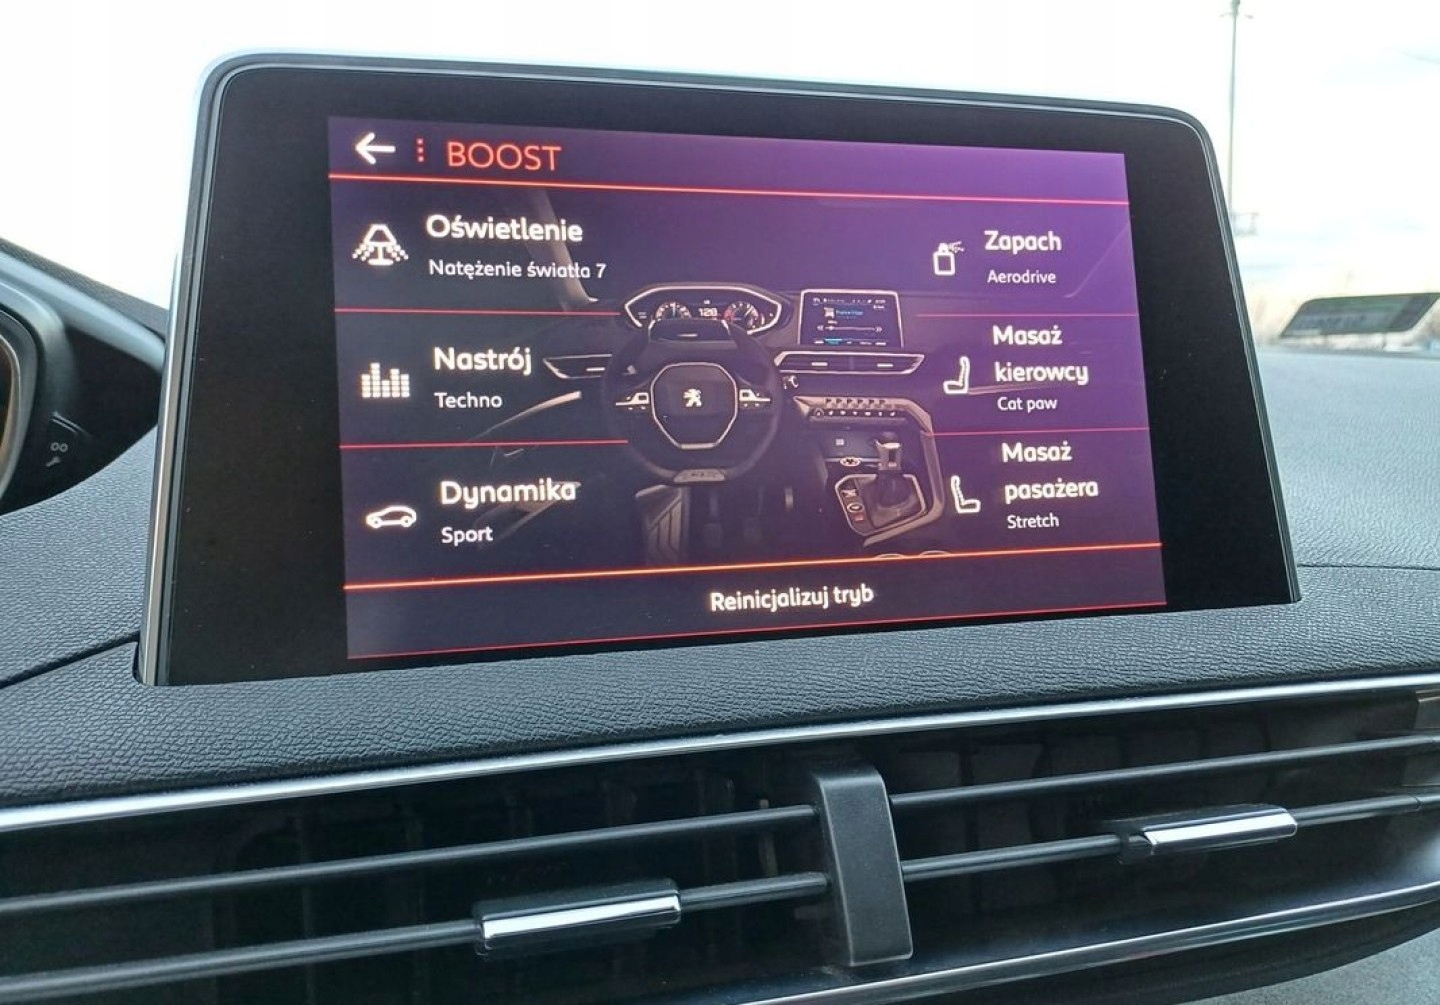 BOOST
Oświetlenie
Natężenie światła 7
Nastrój
Techno
Dynamika
Sport
Zapach
Aerodrive
Masaż
kierowcy
Cat paw
Masaż
pasażera
Stretch
128
Reinicjalizuj tryb